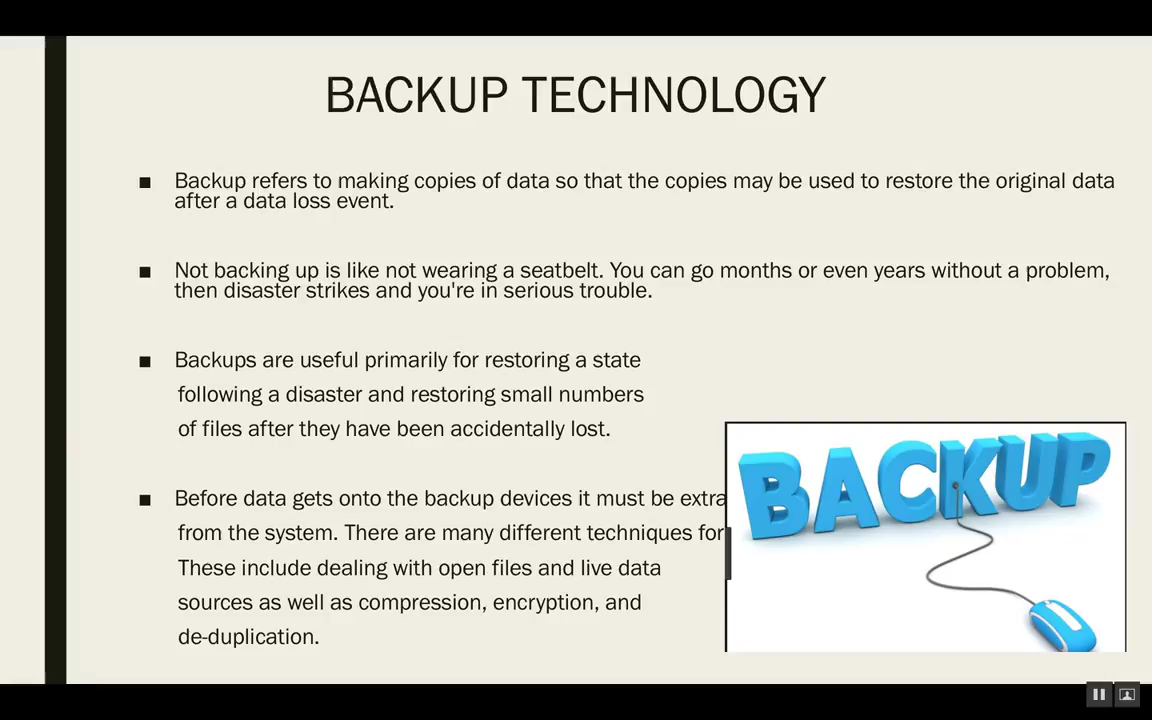 BACKUP TECHNOLOGY
■ Backup refers to making copies of data so that the copies may be used to restore the original data
after a data loss event.
■ Not backing up is like not wearing a seatbelt. You can go months or even years without a problem,
then disaster strikes and you're in serious trouble.
■ Backups are useful primarily for restoring a state
following a disaster and restoring small numbers
of files after they have been accidentally lost.
■ Before data gets onto the backup devices it must be extra
from the system. There are many different techniques for
These include dealing with open files and live data
sources as well as compression, encryption, and
de-duplication.
BACKUP